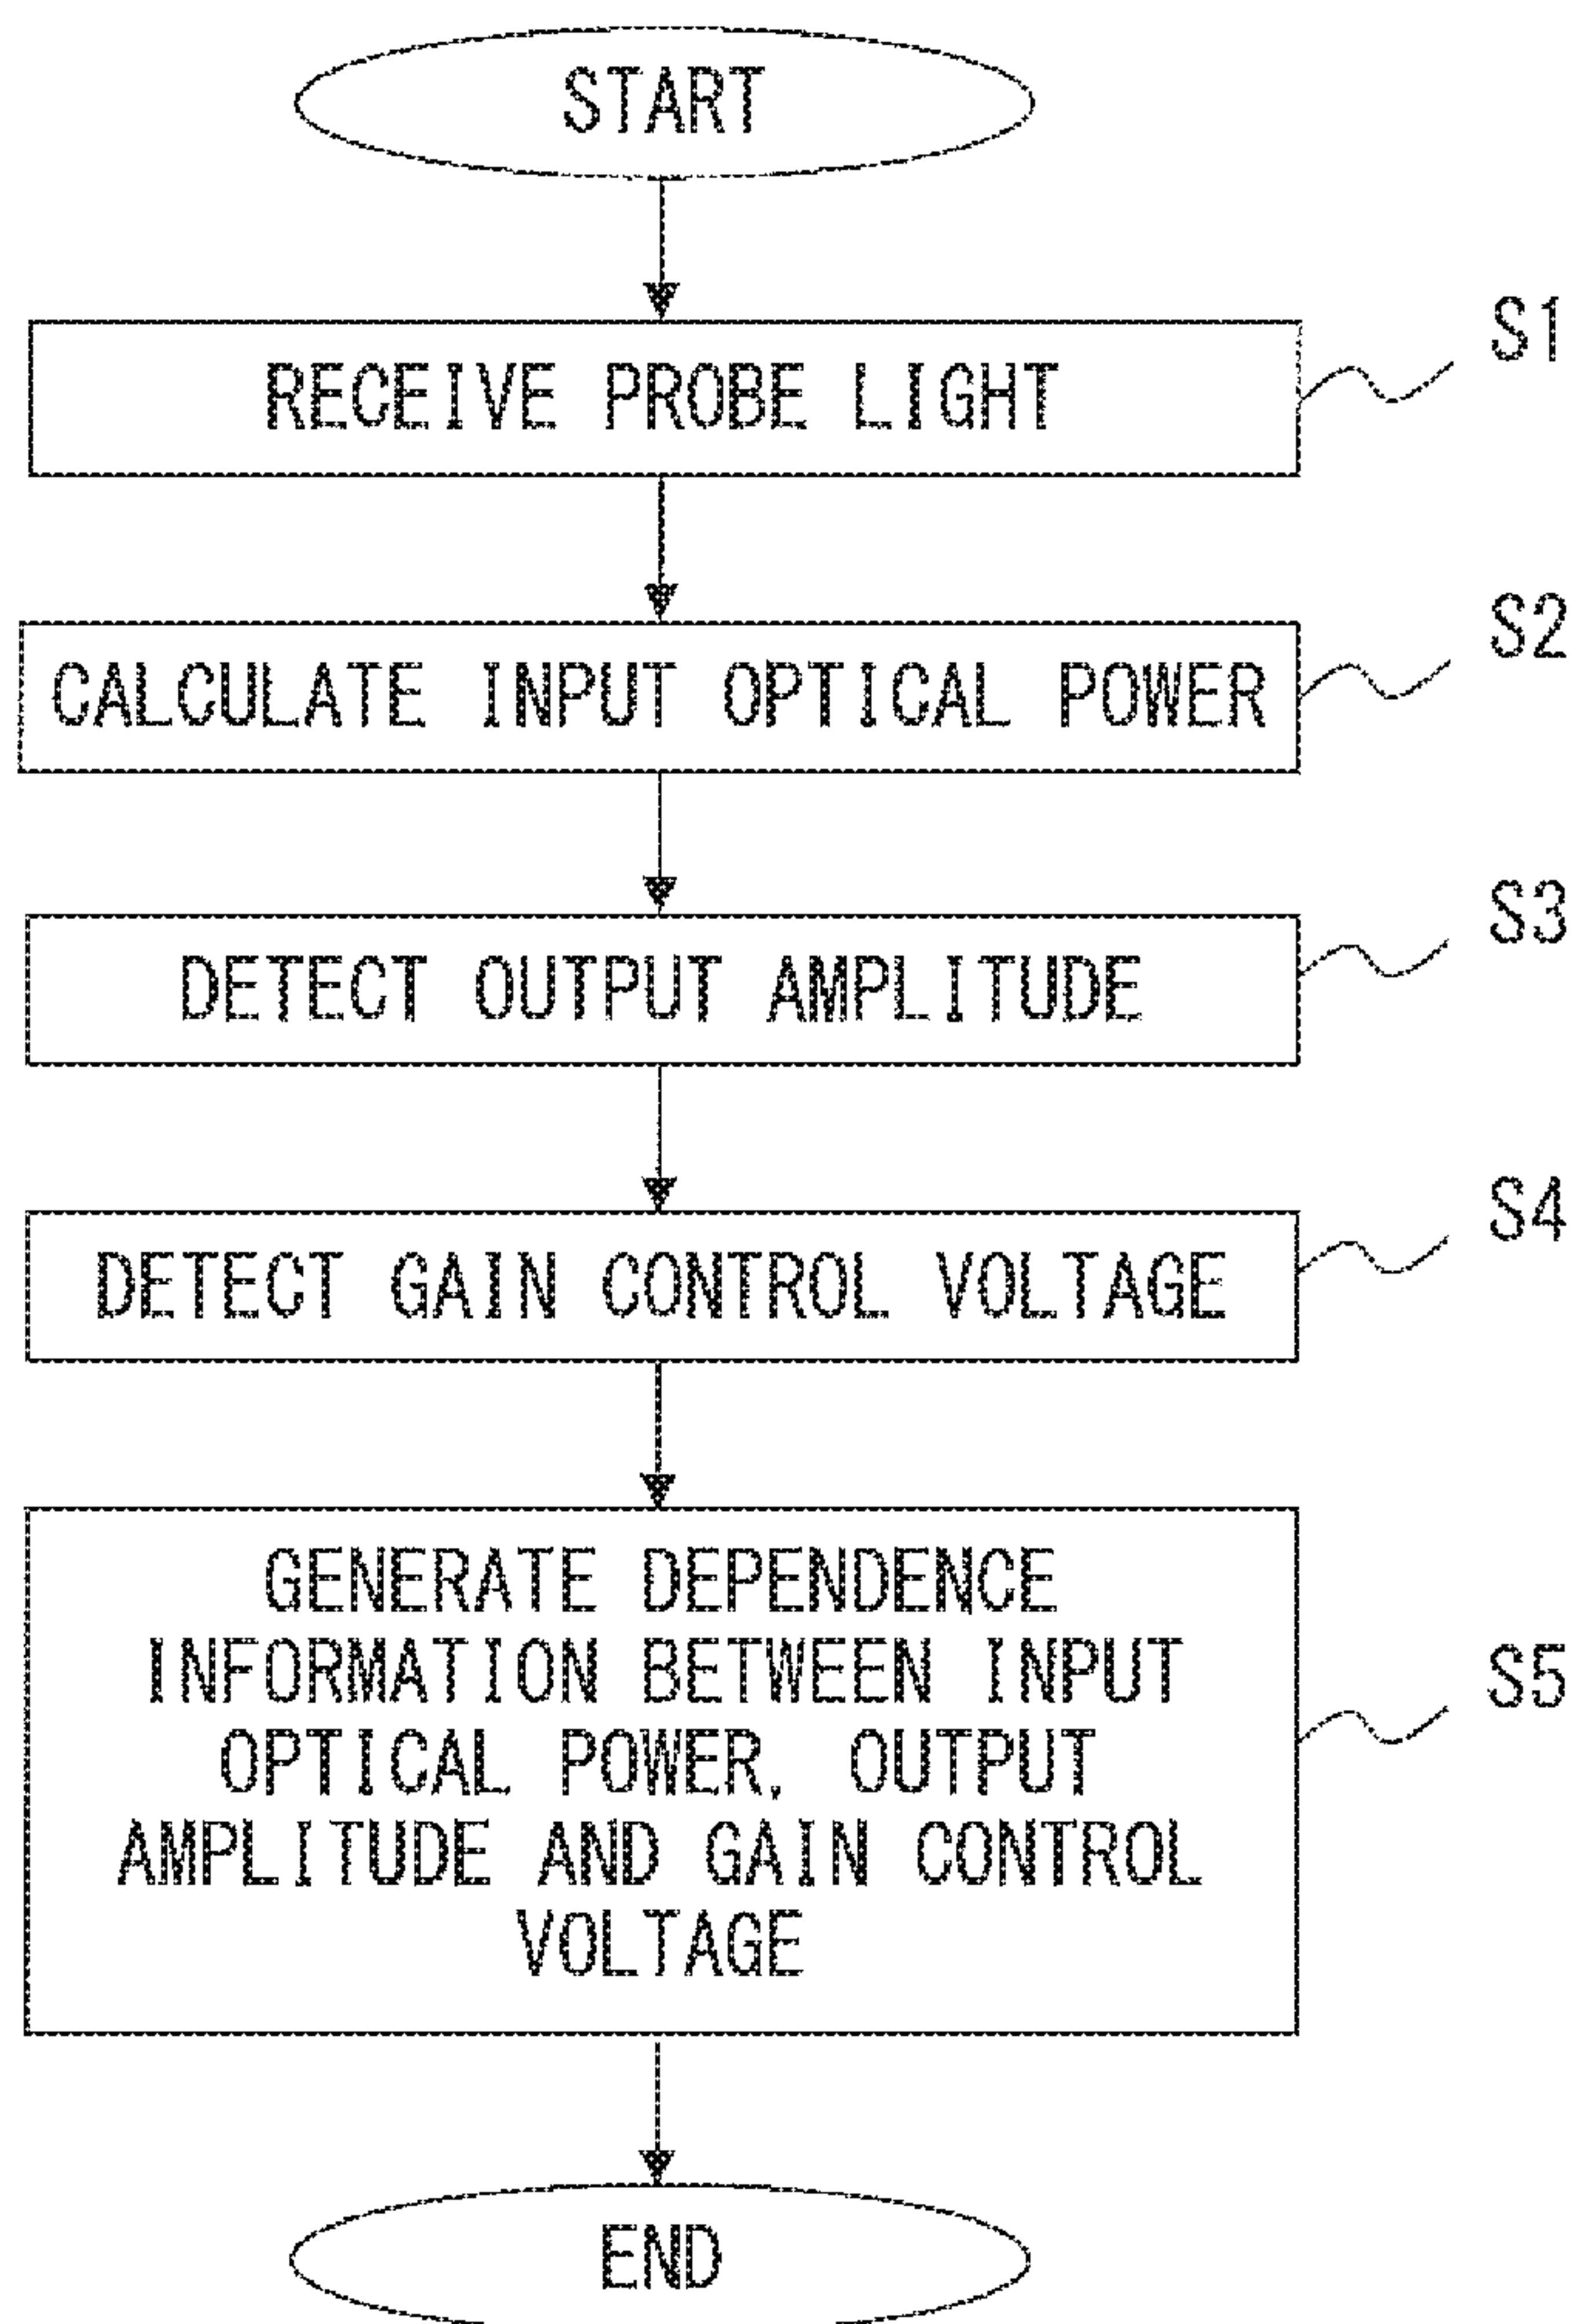 START
RECEIVE PROBE LIGHT
S1
CALCULATE INPUT OPTICAL POWER
S2
DETECT OUTPUT AMPLITUDE
S3
DETECT GAIN CONTROL VOLTAGE
S4
GENERATE DEPENDENCE
INFORMATION BETWEEN INPUT
OPTICAL POWER, OUTPUT
AMPLITUDE AND GAIN CONTROL
VOLTAGE
S5
END